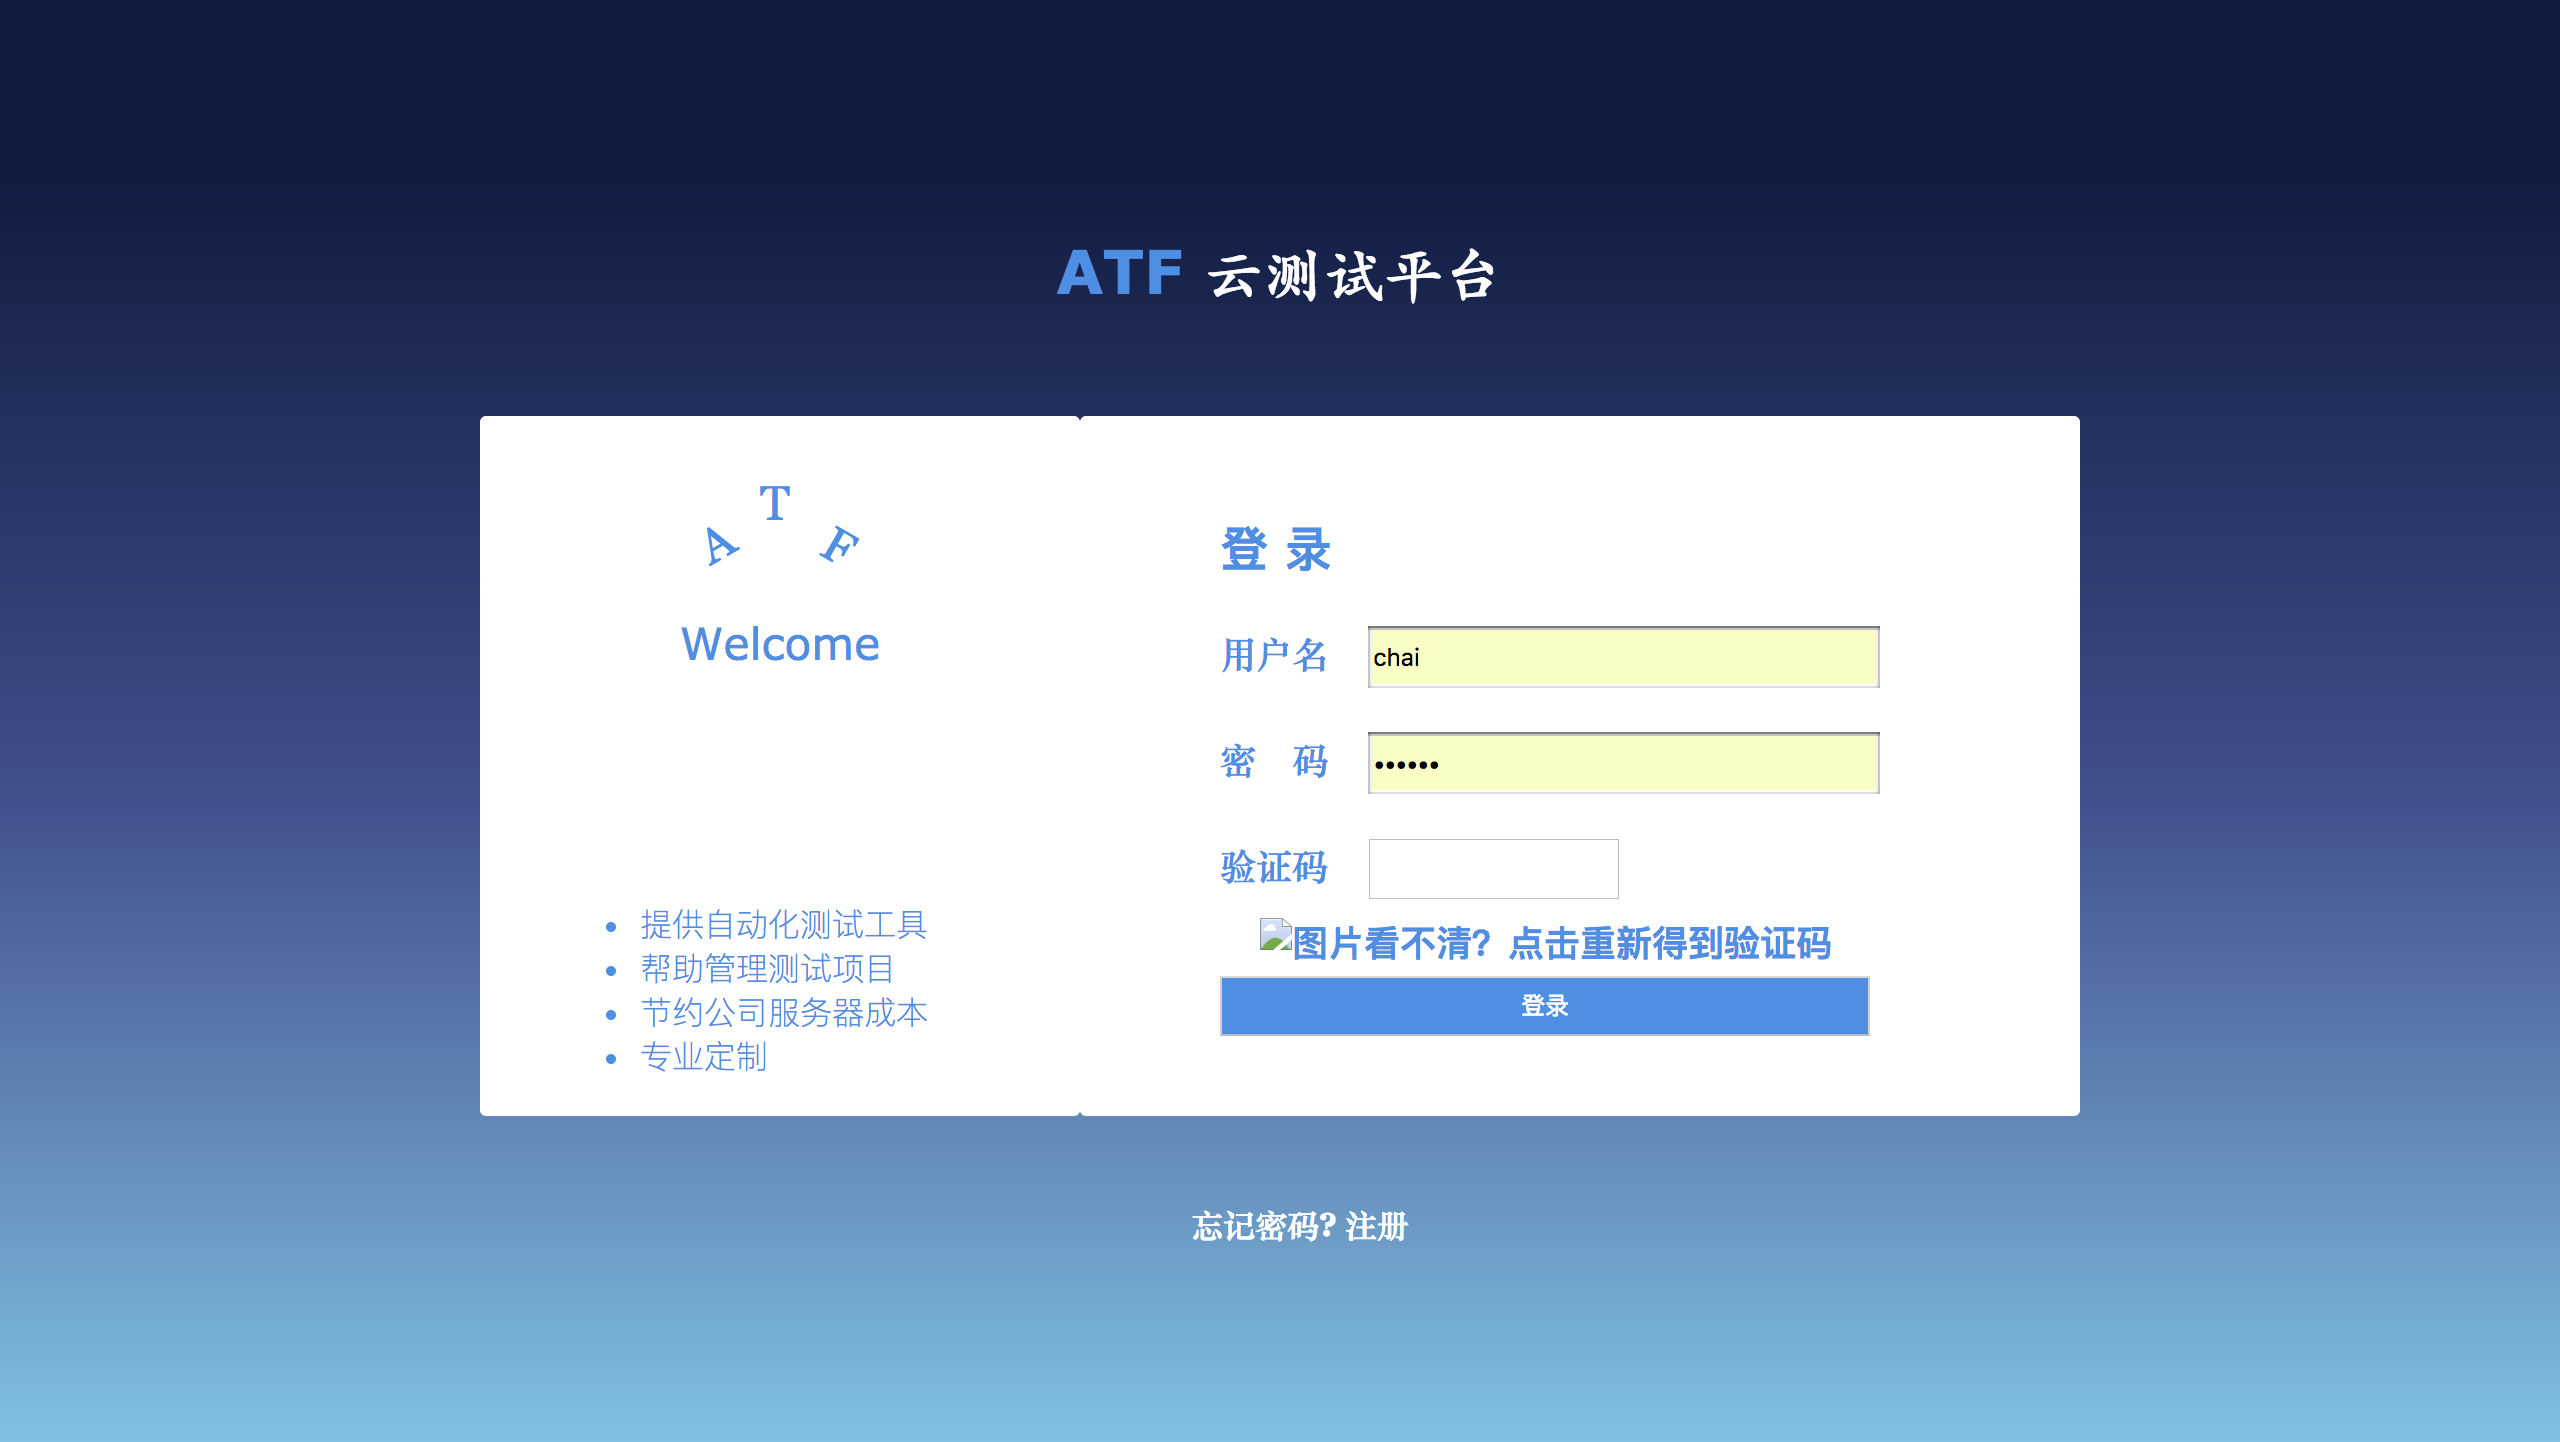 ATF 云测试平台
A T F
Welcome
提供自动化测试工具
帮助管理测试项目
节约公司服务器成本
专业定制
登 录
用户名 chai
密 码 ••••••
验证码
图片看不清？点击重新得到验证码
登录
忘记密码? 注册